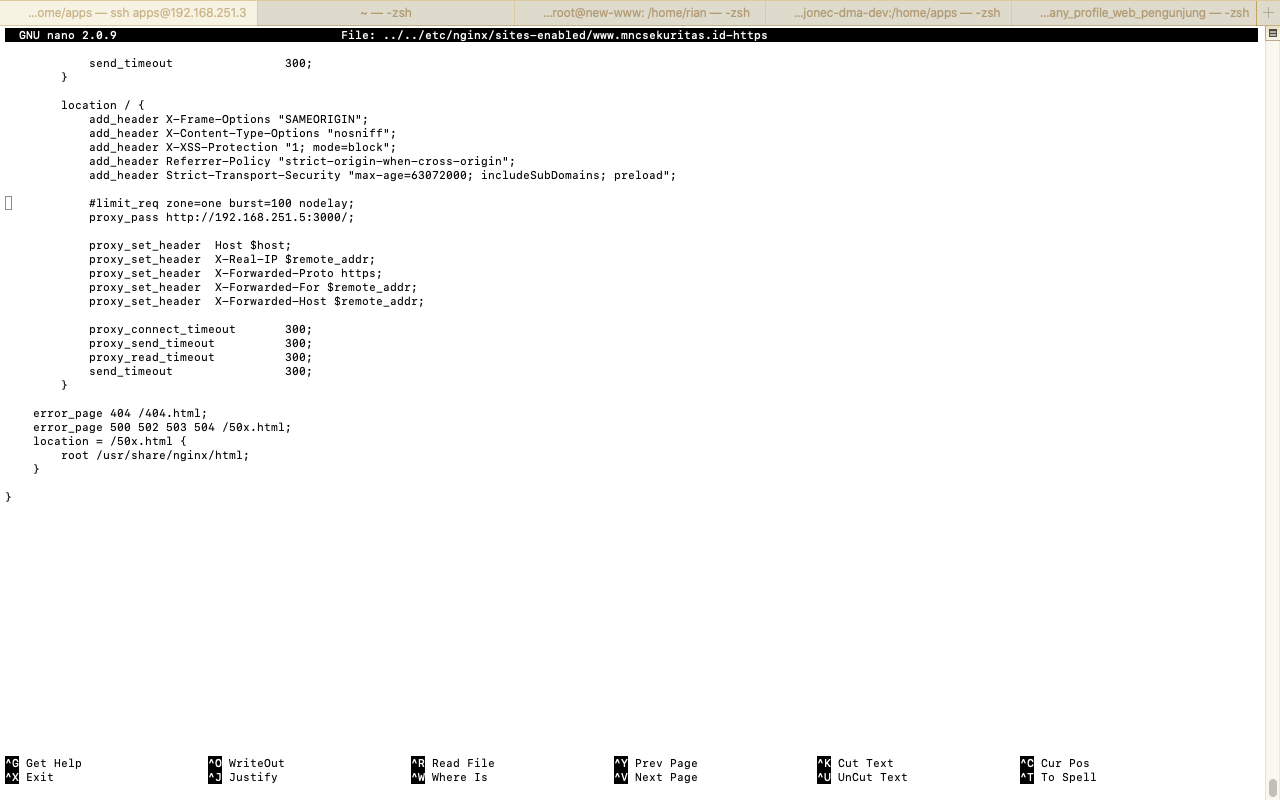 ...ome/apps — ssh apps@192.168.251.3 ~ — -zsh ...root@new-www: /home/rian — -zsh ...jonec-dma-dev:/home/apps — -zsh ...any_profile_web_pengunjung — -zsh
GNU nano 2.0.9 File: ../../etc/nginx/sites-enabled/www.mncsekuritas.id-https
send_timeout 300;
}
location / {
add_header X-Frame-Options "SAMEORIGIN";
add_header X-Content-Type-Options "nosniff";
add_header X-XSS-Protection "1; mode=block";
add_header Referrer-Policy "strict-origin-when-cross-origin";
add_header Strict-Transport-Security "max-age=63072000; includeSubDomains; preload";
#limit_req zone=one burst=100 nodelay;
proxy_pass http://192.168.251.5:3000/;
proxy_set_header Host $host;
proxy_set_header X-Real-IP $remote_addr;
proxy_set_header X-Forwarded-Proto https;
proxy_set_header X-Forwarded-For $remote_addr;
proxy_set_header X-Forwarded-Host $remote_addr;
proxy_connect_timeout 300;
proxy_send_timeout 300;
proxy_read_timeout 300;
send_timeout 300;
}
error_page 404 /404.html;
error_page 500 502 503 504 /50x.html;
location = /50x.html {
root /usr/share/nginx/html;
}
}
^G Get Help ^O WriteOut ^R Read File ^Y Prev Page ^K Cut Text ^C Cur Pos
^X Exit ^J Justify ^W Where Is ^V Next Page ^U UnCut Text ^T To Spell